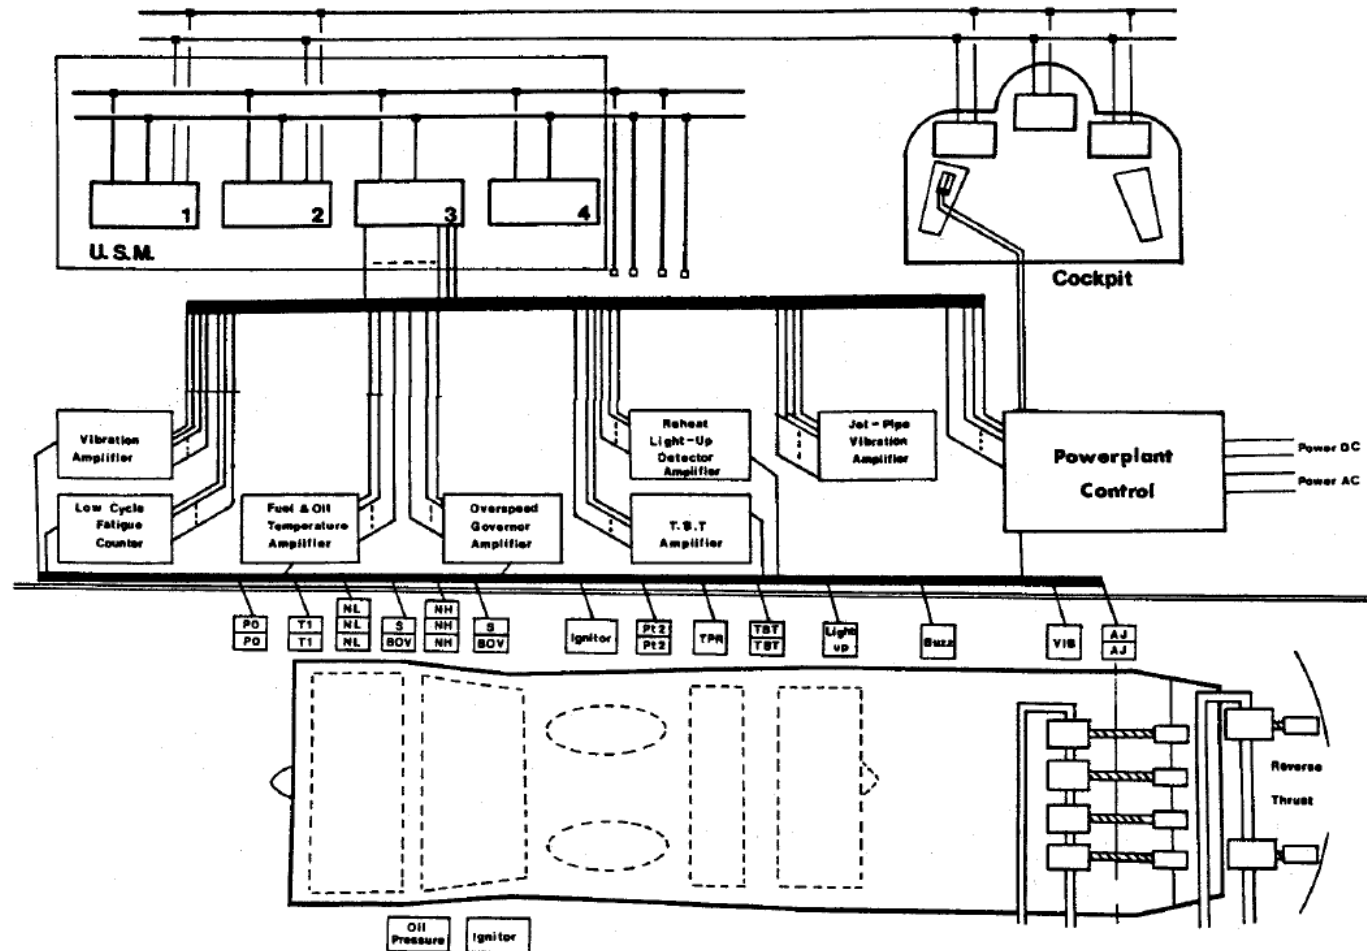 1
2
3
4
U.S.M.
Cockpit
Vibration
Amplifier
Low Cycle
Fatigue
Counter
Fuel & Oil
Temperature
Amplifier
Overspeed
Governor
Amplifier
Reheat
Light-Up
Detector
Amplifier
T.B.T
Amplifier
Jet-Pipe
Vibration
Amplifier
Powerplant
Control
Power DC
Power AC
PO
PO
T1
T1
NL
NL
NL
S
BOV
NH
NH
NH
S
BOV
Ignitor
Pt2
Pt2
TPR
TBT
TBT
Light
up
Buzz
VIB
AJ
AJ
Reverse
Thrust
Oil
Pressure
Ignitor